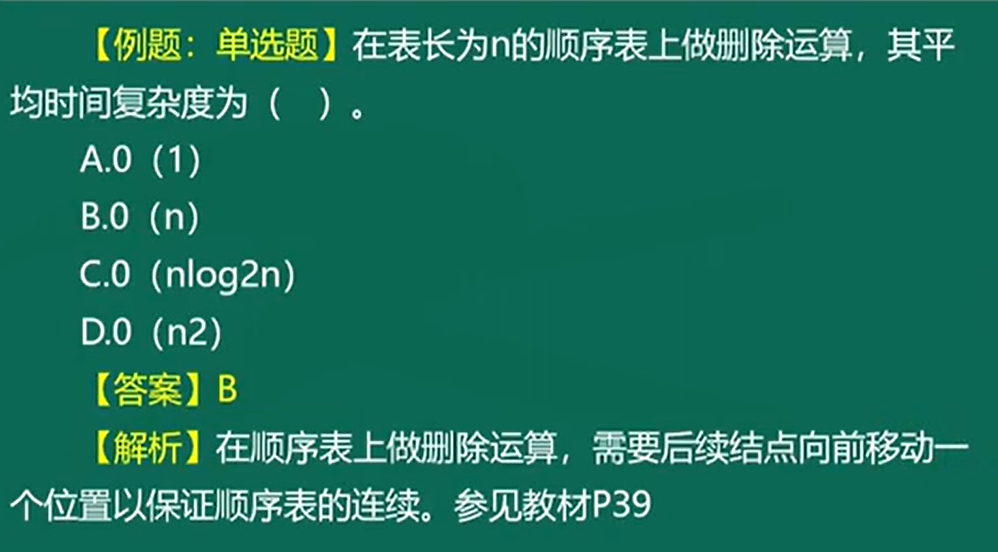 【例题：单选题】在表长为n的顺序表上做删除运算，其平
均时间复杂度为（ ）。
A.0（1）
B.0（n）
C.0（nlog2n）
D.0（n2）
【答案】B
【解析】在顺序表上做删除运算，需要后续结点向前移动一
个位置以保证顺序表的连续。参见教材P39